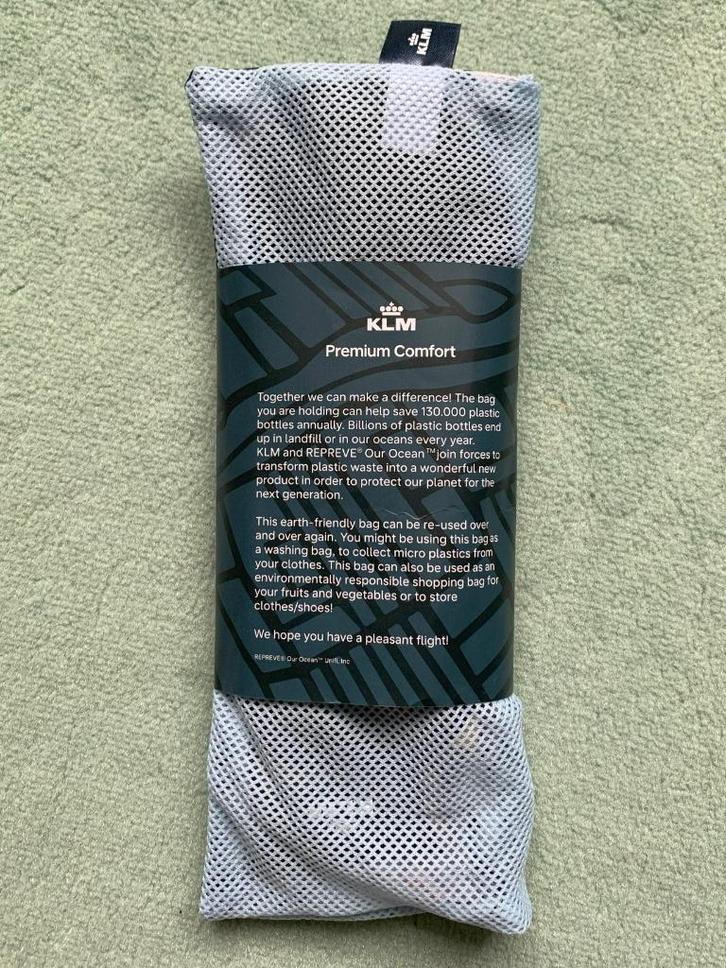 KLM
KLM
Premium Comfort
Together we can make a difference! The bag
you are holding can help save 130.000 plastic
bottles annually. Billions of plastic bottles end
up in landfill or in our oceans every year.
KLM and REPREVE® Our Ocean™ join forces to
transform plastic waste into a wonderful new
product in order to protect our planet for the
next generation.
This earth-friendly bag can be re-used over
and over again. You might be using this bag as
a washing bag, to collect micro plastics from
your clothes. This bag can also be used as an
environmentally responsible shopping bag for
your fruits and vegetables or to store
clothes/shoes!
We hope you have a pleasant flight!
REPREVE® Our Ocean™ Unifi, Inc